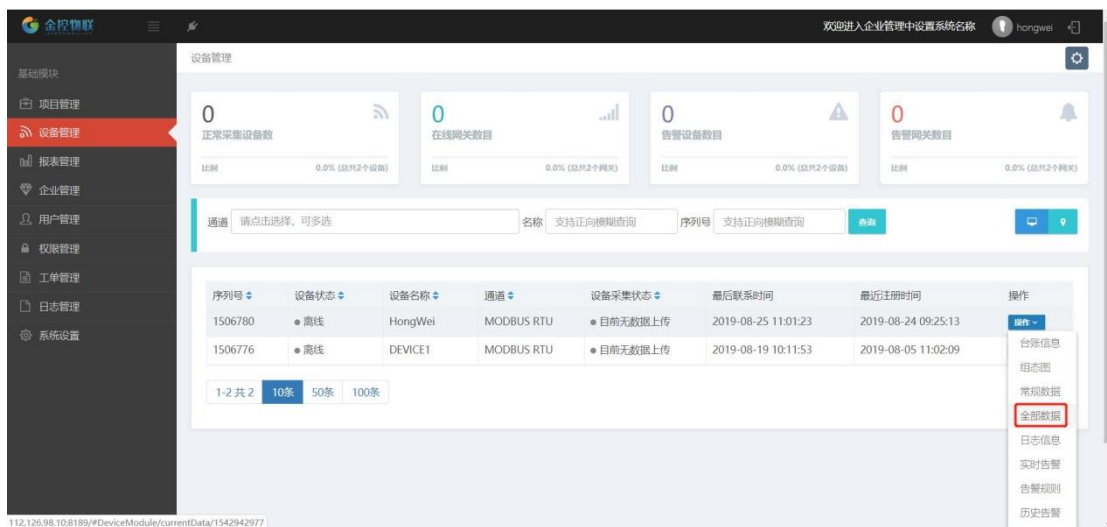 金控物联
欢迎进入企业管理中设置系统名称 hongwei
设备管理
基础模块
项目管理
设备管理
报表管理
企业管理
用户管理
权限管理
工单管理
日志管理
系统设置
0 0 0 0
正常采集设备数 在线网关数目 告警设备数目 告警网关数目
比例 0.0% (总共2个设备) 比例 0.0% (总共2个网关) 比例 0.0% (总共2个设备) 比例 0.0% (总共2个网关)
通道 请点击选择，可多选 名称 支持正向模糊查询 序列号 支持正向模糊查询 查询
序列号 设备状态 设备名称 通道 设备采集状态 最后联系时间 最近注册时间 操作
1506780 离线 HongWei MODBUS RTU 目前无数据上传 2019-08-25 11:01:23 2019-08-24 09:25:13 操作
1506776 离线 DEVICE1 MODBUS RTU 目前无数据上传 2019-08-19 10:11:53 2019-08-05 11:02:09
1-2 共 2 10条 50条 100条
台账信息
组态图
常规数据
全部数据
日志信息
实时告警
告警规则
历史告警
112.126.98.10:8189/#DeviceModule/currentData/1542942977